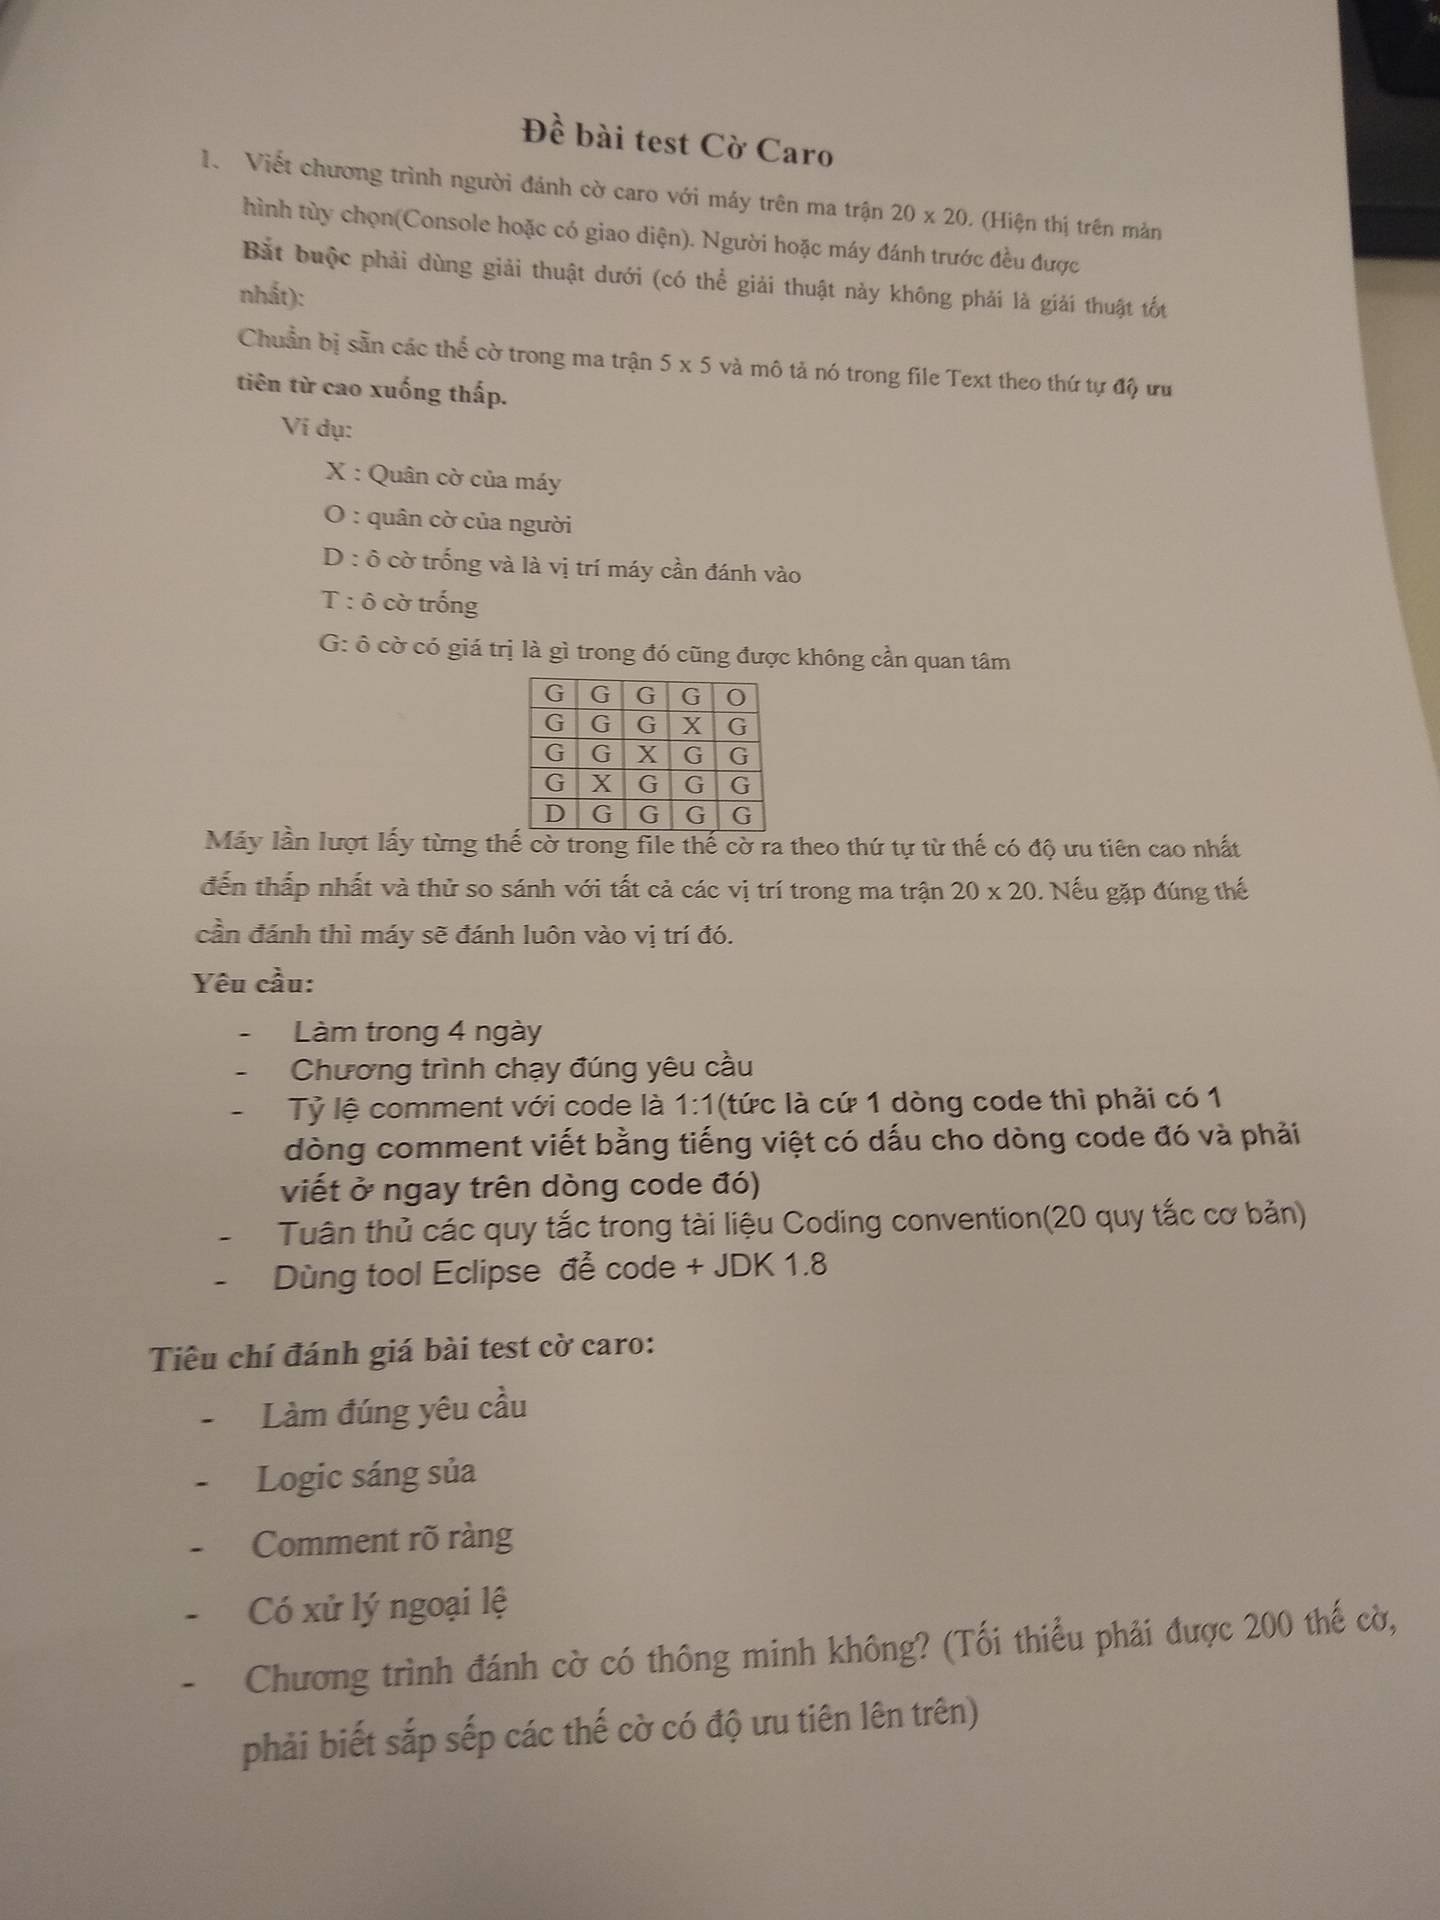 Đề bài test Cờ Caro
1. Viết chương trình người đánh cờ caro với máy trên ma trận 20 x 20. (Hiện thị trên màn
hình tùy chọn(Console hoặc có giao diện). Người hoặc máy đánh trước đều được
Bắt buộc phải dùng giải thuật dưới (có thể giải thuật này không phải là giải thuật tốt
nhất):
Chuẩn bị sẵn các thế cờ trong ma trận 5 x 5 và mô tả nó trong file Text theo thứ tự độ ưu
tiên từ cao xuống thấp.
Ví dụ:
X : Quân cờ của máy
O : quân cờ của người
D : ô cờ trống và là vị trí máy cần đánh vào
T : ô cờ trống
G: ô cờ có giá trị là gì trong đó cũng được không cần quan tâm
G G G G O
G G G X G
G G X G G
G X G G G
D G G G G
Máy lần lượt lấy từng thế cờ trong file thế cờ ra theo thứ tự từ thế có độ ưu tiên cao nhất
đến thấp nhất và thử so sánh với tất cả các vị trí trong ma trận 20 x 20. Nếu gặp đúng thế
cần đánh thì máy sẽ đánh luôn vào vị trí đó.
Yêu cầu:
- Làm trong 4 ngày
- Chương trình chạy đúng yêu cầu
- Tỷ lệ comment với code là 1:1(tức là cứ 1 dòng code thì phải có 1
dòng comment viết bằng tiếng việt có dấu cho dòng code đó và phải
viết ở ngay trên dòng code đó)
- Tuân thủ các quy tắc trong tài liệu Coding convention(20 quy tắc cơ bản)
- Dùng tool Eclipse để code + JDK 1.8
Tiêu chí đánh giá bài test cờ caro:
- Làm đúng yêu cầu
- Logic sáng sủa
- Comment rõ ràng
- Có xử lý ngoại lệ
- Chương trình đánh cờ có thông minh không? (Tối thiểu phải được 200 thế cờ,
phải biết sắp sếp các thế cờ có độ ưu tiên lên trên)